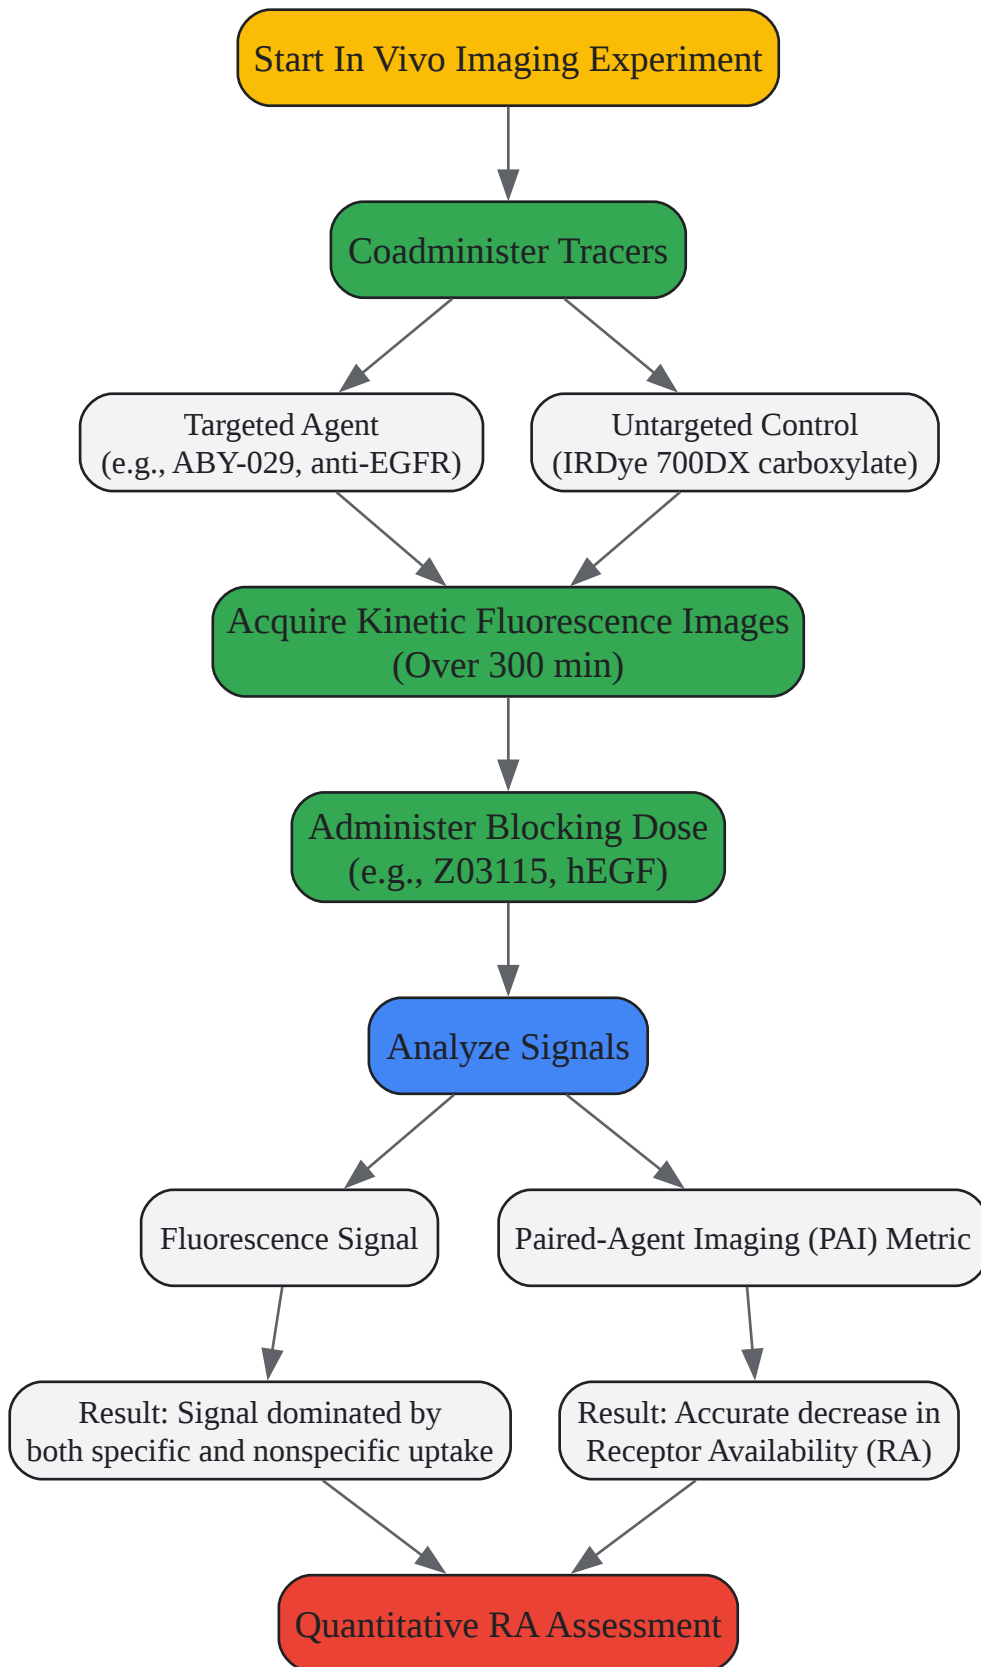 Start In Vivo Imaging Experiment
Coadminister Tracers
Targeted Agent
(e.g., ABY-029, anti-EGFR)
Untargeted Control
(IRDye 700DX carboxylate)
Acquire Kinetic Fluorescence Images
(Over 300 min)
Administer Blocking Dose
(e.g., Z03115, hEGF)
Analyze Signals
Fluorescence Signal
Paired-Agent Imaging (PAI) Metric
Result: Signal dominated by
both specific and nonspecific uptake
Result: Accurate decrease in
Receptor Availability (RA)
Quantitative RA Assessment